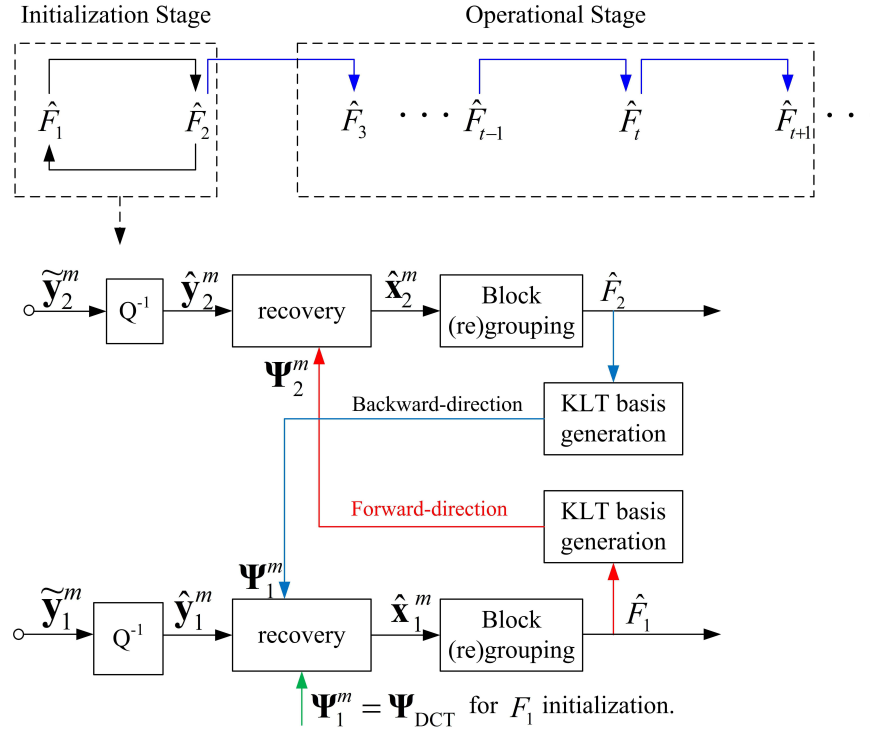 Initialization Stage
Operational Stage
F̂₁ F̂₂ F̂₃ · · · F̂ₜ₋₁ F̂ₜ F̂ₜ₊₁ · ·
ỹ₂ᵐ
Q⁻¹
ŷ₂ᵐ
recovery
x̂₂ᵐ
Block
(re)grouping
F̂₂
Ψ₂ᵐ
Backward-direction
KLT basis
generation
Forward-direction
KLT basis
generation
Ψ₁ᵐ
ỹ₁ᵐ
Q⁻¹
ŷ₁ᵐ
recovery
x̂₁ᵐ
Block
(re)grouping
F̂₁
Ψ₁ᵐ = Ψ_DCT for F₁ initialization.